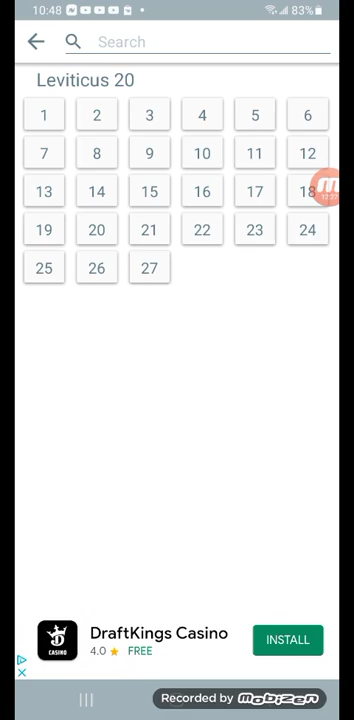 10:48 83%
Search
Leviticus 20
1 2 3 4 5 6
7 8 9 10 11 12
13 14 15 16 17 18
12:27
19 20 21 22 23 24
25 26 27
DraftKings Casino
4.0 FREE
INSTALL
CASINO
Recorded by mobizen